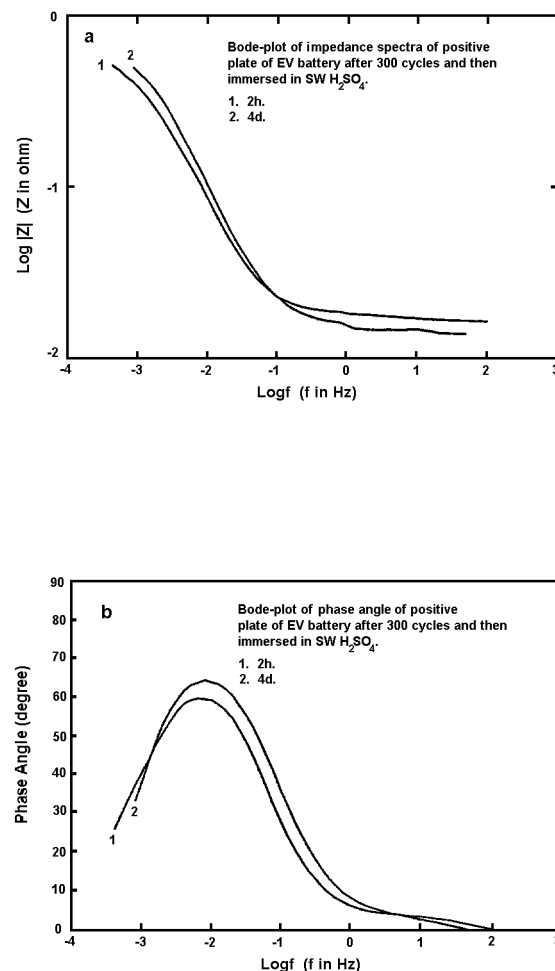 a
Bode-plot of impedance spectra of positive
plate of EV battery after 300 cycles and then
immersed in SW H2SO4.
1. 2h.
2. 4d.
0
-1
-2
Log |Z| (Z in ohm)
1
2
-4 -3 -2 -1 0 1 2 3
Logf (f in Hz)
b
Bode-plot of phase angle of positive
plate of EV battery after 300 cycles and then
immersed in SW H2SO4.
1. 2h.
2. 4d.
90
80
70
60
50
40
30
20
10
0
Phase Angle (degree)
1
2
-4 -3 -2 -1 0 1 2 3
Logf (f in Hz)